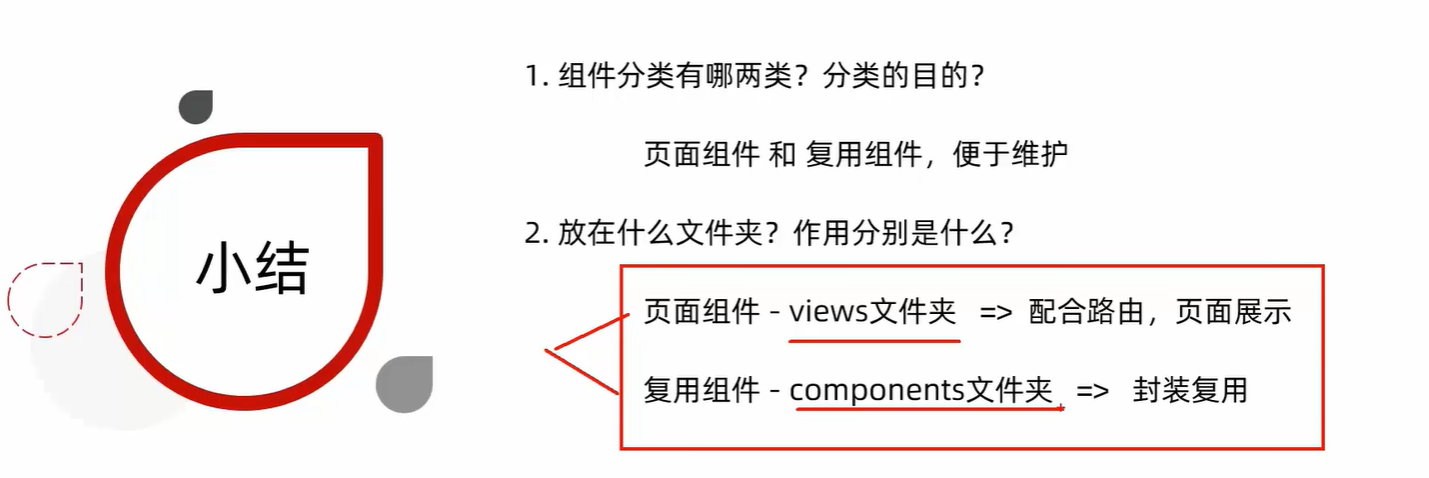 小结
1. 组件分类有哪两类？分类的目的？
页面组件 和 复用组件，便于维护
2. 放在什么文件夹？作用分别是什么？
页面组件 - views文件夹 => 配合路由，页面展示
复用组件 - components文件夹 => 封装复用